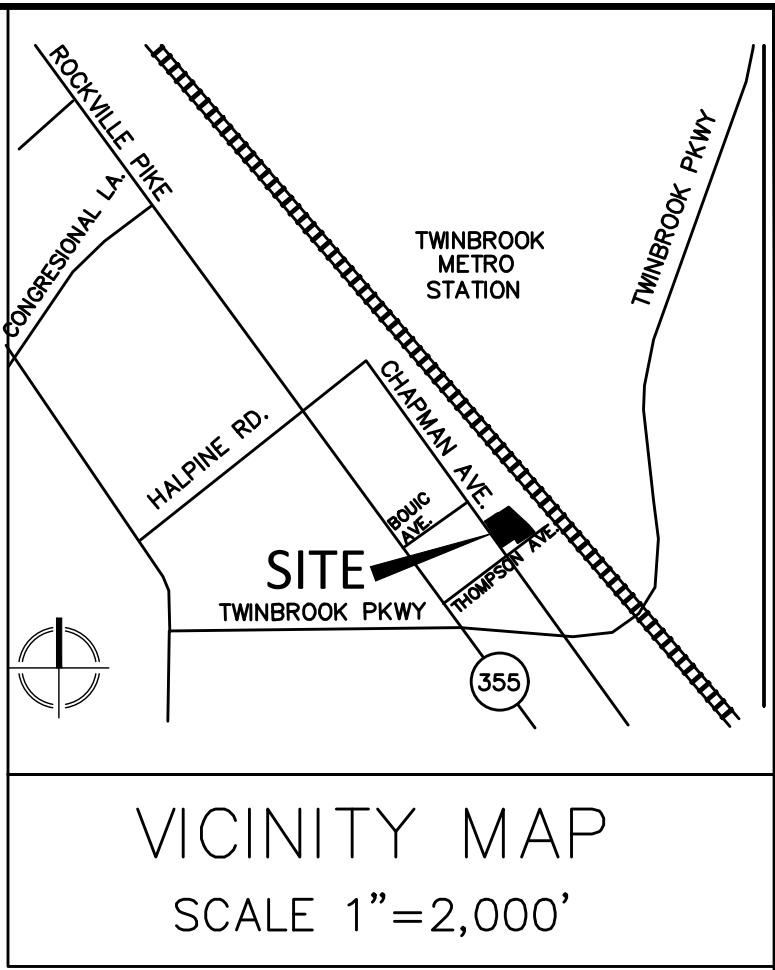 ROCKVILLE PIKE
CONGRESIONAL LA.
TWINBROOK PKWY
TWINBROOK
METRO
STATION
CHAPMAN AVE.
HALPINE RD.
BOUIC
AVE.
SITE
THOMPSON AVE.
TWINBROOK PKWY
355
VICINITY MAP
SCALE 1"=2,000'